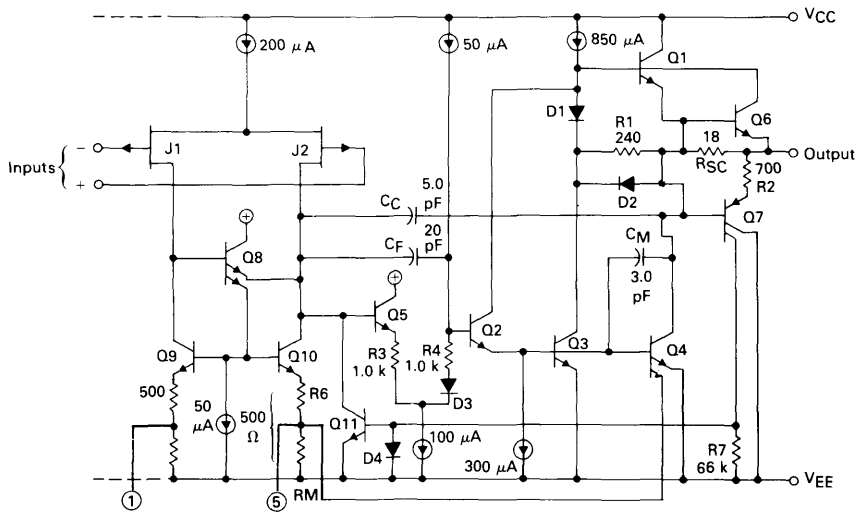 VCC
200 μA
50 μA
850 μA
Q1
D1
Q6
R1
240
18
RSC
Output
J1
J2
Inputs
−
+
D2
700
R2
5.0
pF
CC
Q7
20
pF
CF
CM
3.0
pF
Q8
Q5
Q2
Q3
Q4
Q9
Q10
R3
1.0 k
R4
1.0 k
D3
500
50
μA
500
Ω
R6
Q11
D4
100 μA
300 μA
R7
66 k
1
5
RM
VEE